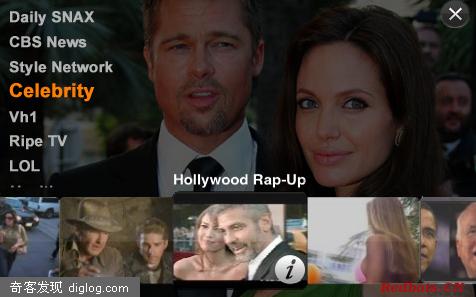 Daily SNAX
CBS News
Style Network
Celebrity
Vh1
Ripe TV
LOL
Hollywood Rap-Up
i
奇客发现 diglog.com
Redbots.CN